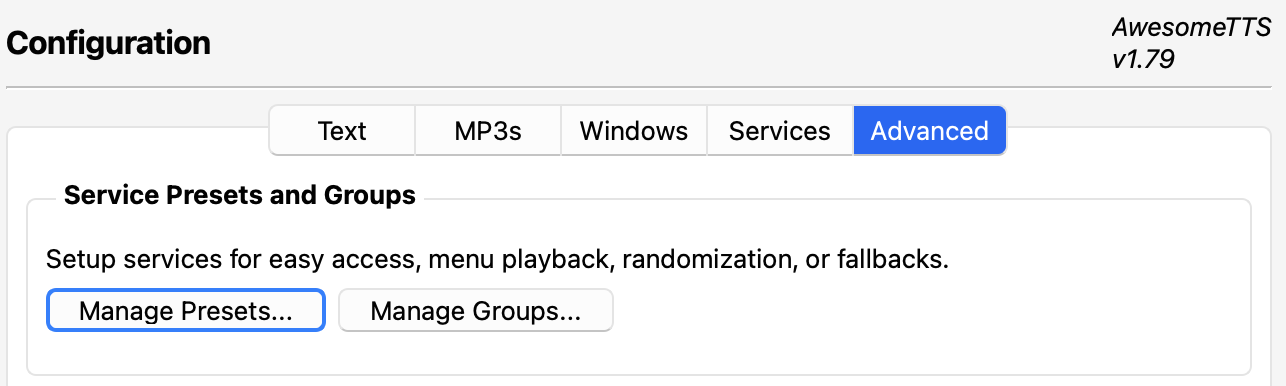 Configuration
AwesomeTTS
v1.79
Text
MP3s
Windows
Services
Advanced
Service Presets and Groups
Setup services for easy access, menu playback, randomization, or fallbacks.
Manage Presets...
Manage Groups...